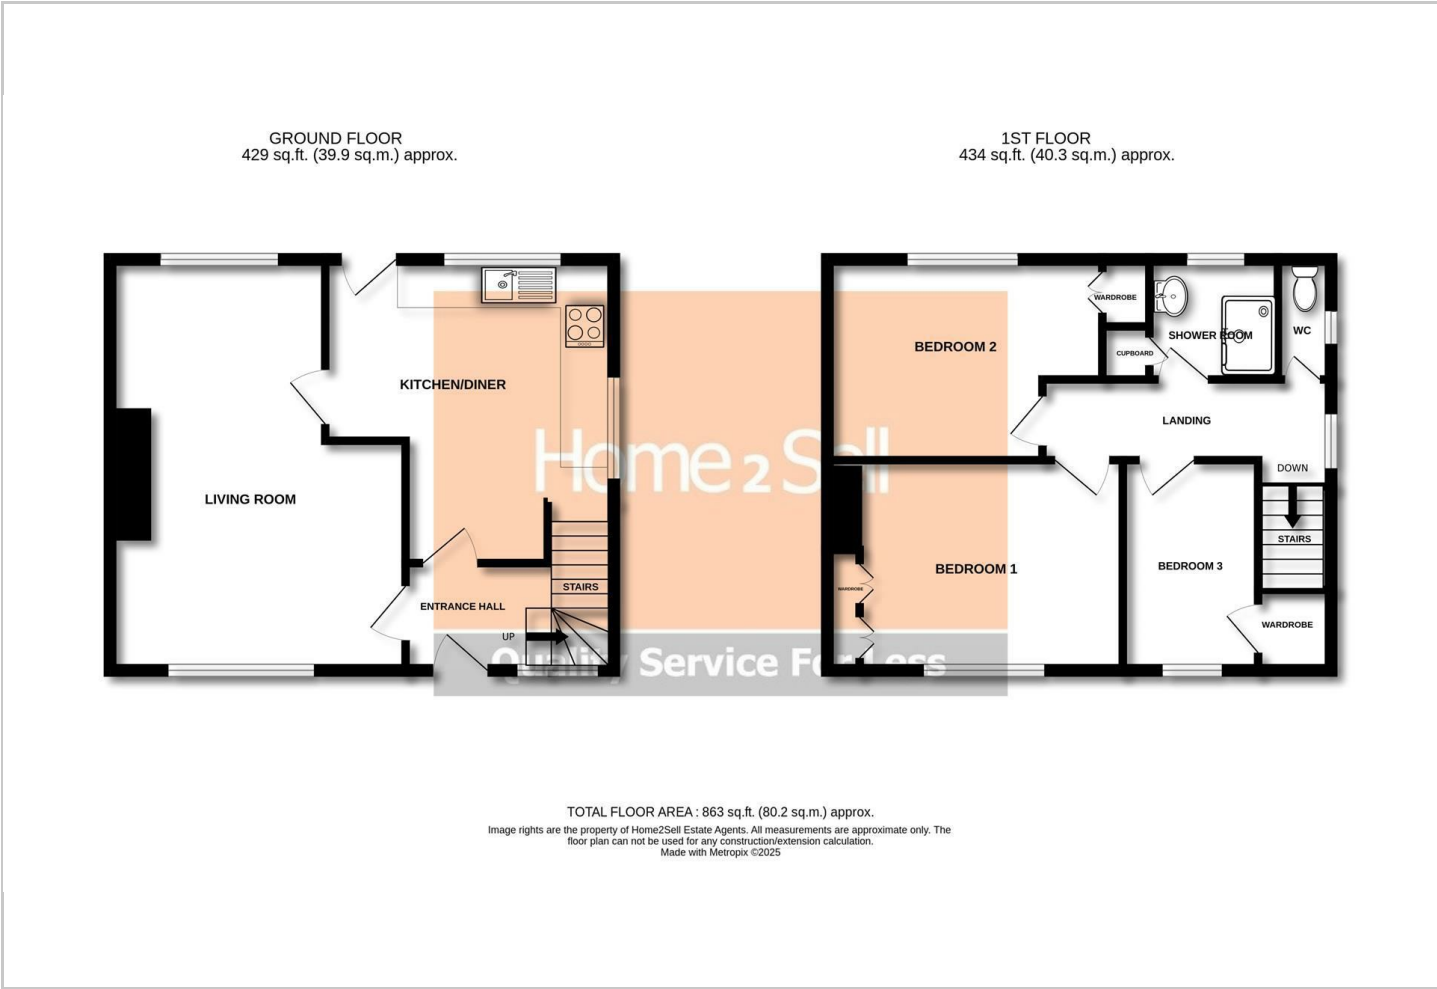 GROUND FLOOR
429 sq.ft. (39.9 sq.m.) approx.
1ST FLOOR
434 sq.ft. (40.3 sq.m.) approx.
KITCHEN/DINER
LIVING ROOM
ENTRANCE HALL
STAIRS
UP
BEDROOM 2
WARDROBE
CUPBOARD
SHOWER ROOM
WC
LANDING
DOWN
STAIRS
BEDROOM 1
WARDROBE
BEDROOM 3
WARDROBE
Home 2 Sell
Quality Service For Less
TOTAL FLOOR AREA : 863 sq.ft. (80.2 sq.m.) approx.
Image rights are the property of Home2Sell Estate Agents. All measurements are approximate only. The
floor plan can not be used for any construction/extension calculation.
Made with Metropix ©2025